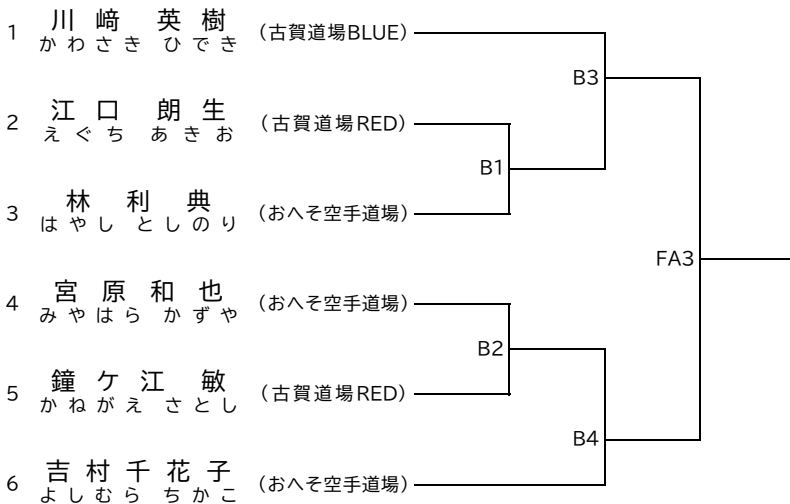 1 川﨑 英樹 (古賀道場BLUE)
かわさき ひでき
B3
2 江口 朗生 (古賀道場RED)
えぐち あきお
B1
3 林 利典 (おへそ空手道場)
はやし としのり
FA3
4 宮原和也 (おへそ空手道場)
みやはら かずや
B2
5 鐘ケ江 敏 (古賀道場RED)
かねがえ さとし
B4
6 吉村千花子 (おへそ空手道場)
よしむら ちかこ